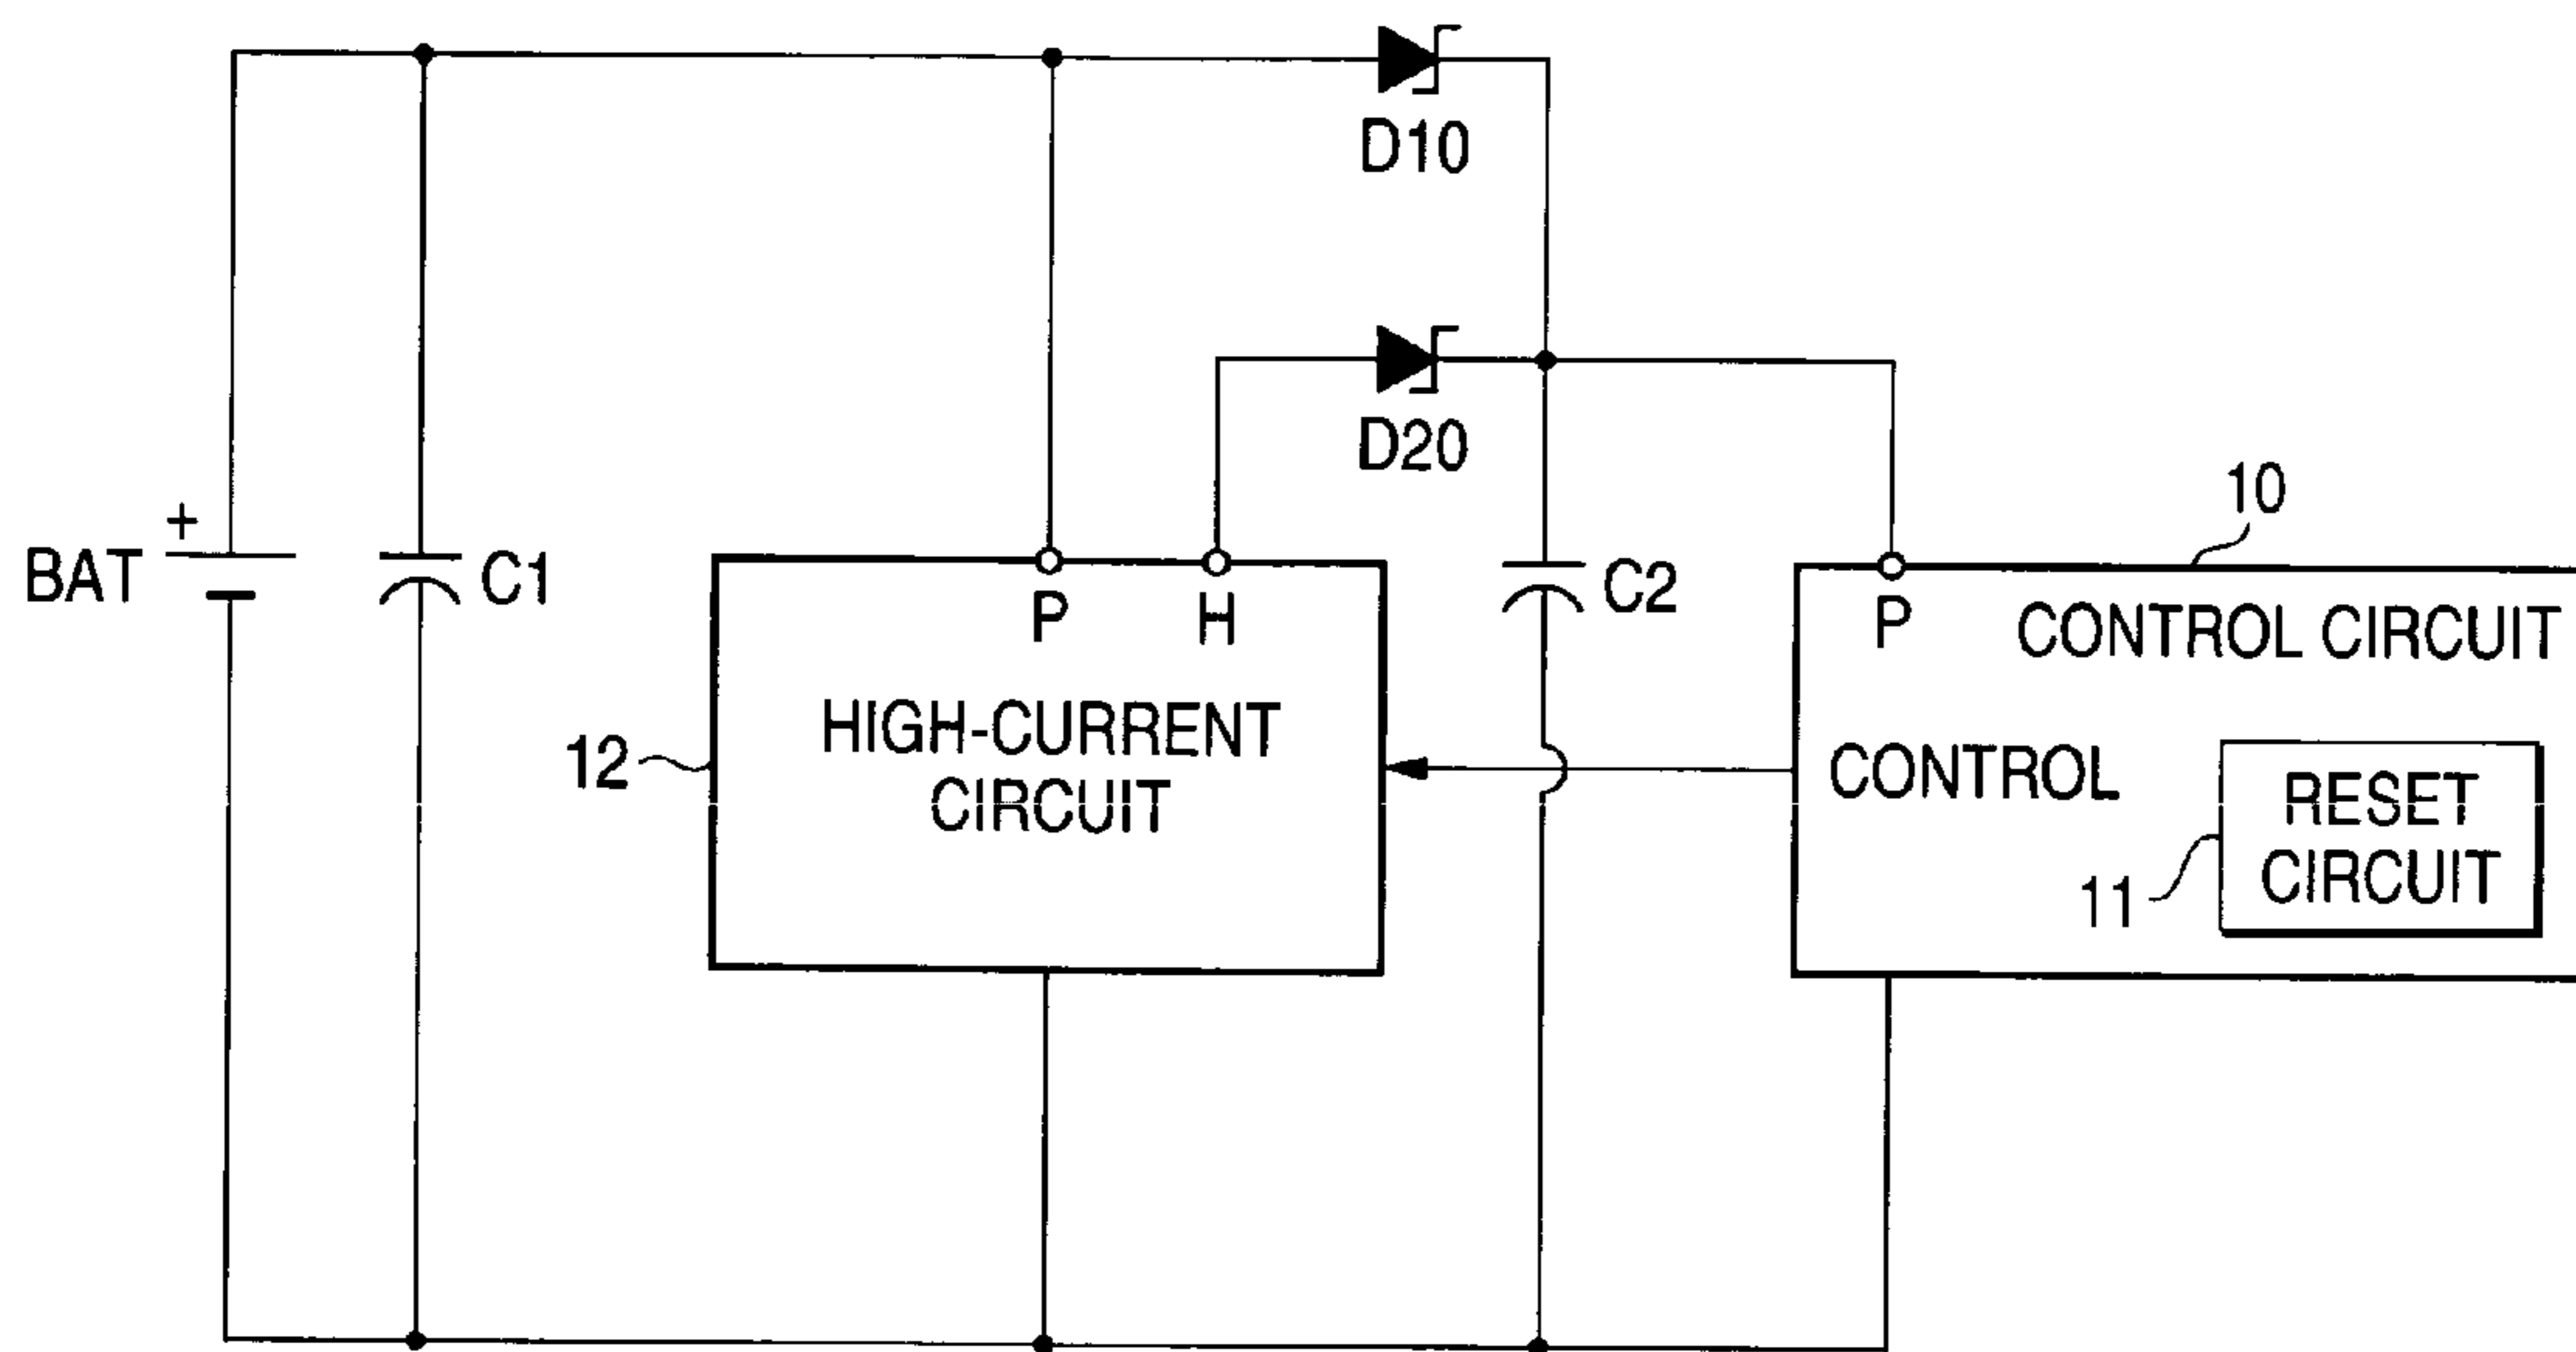 D10
D20
10
+
BAT
C1
P
H
C2
P
CONTROL CIRCUIT
HIGH-CURRENT
CIRCUIT
12
CONTROL
RESET
CIRCUIT
11